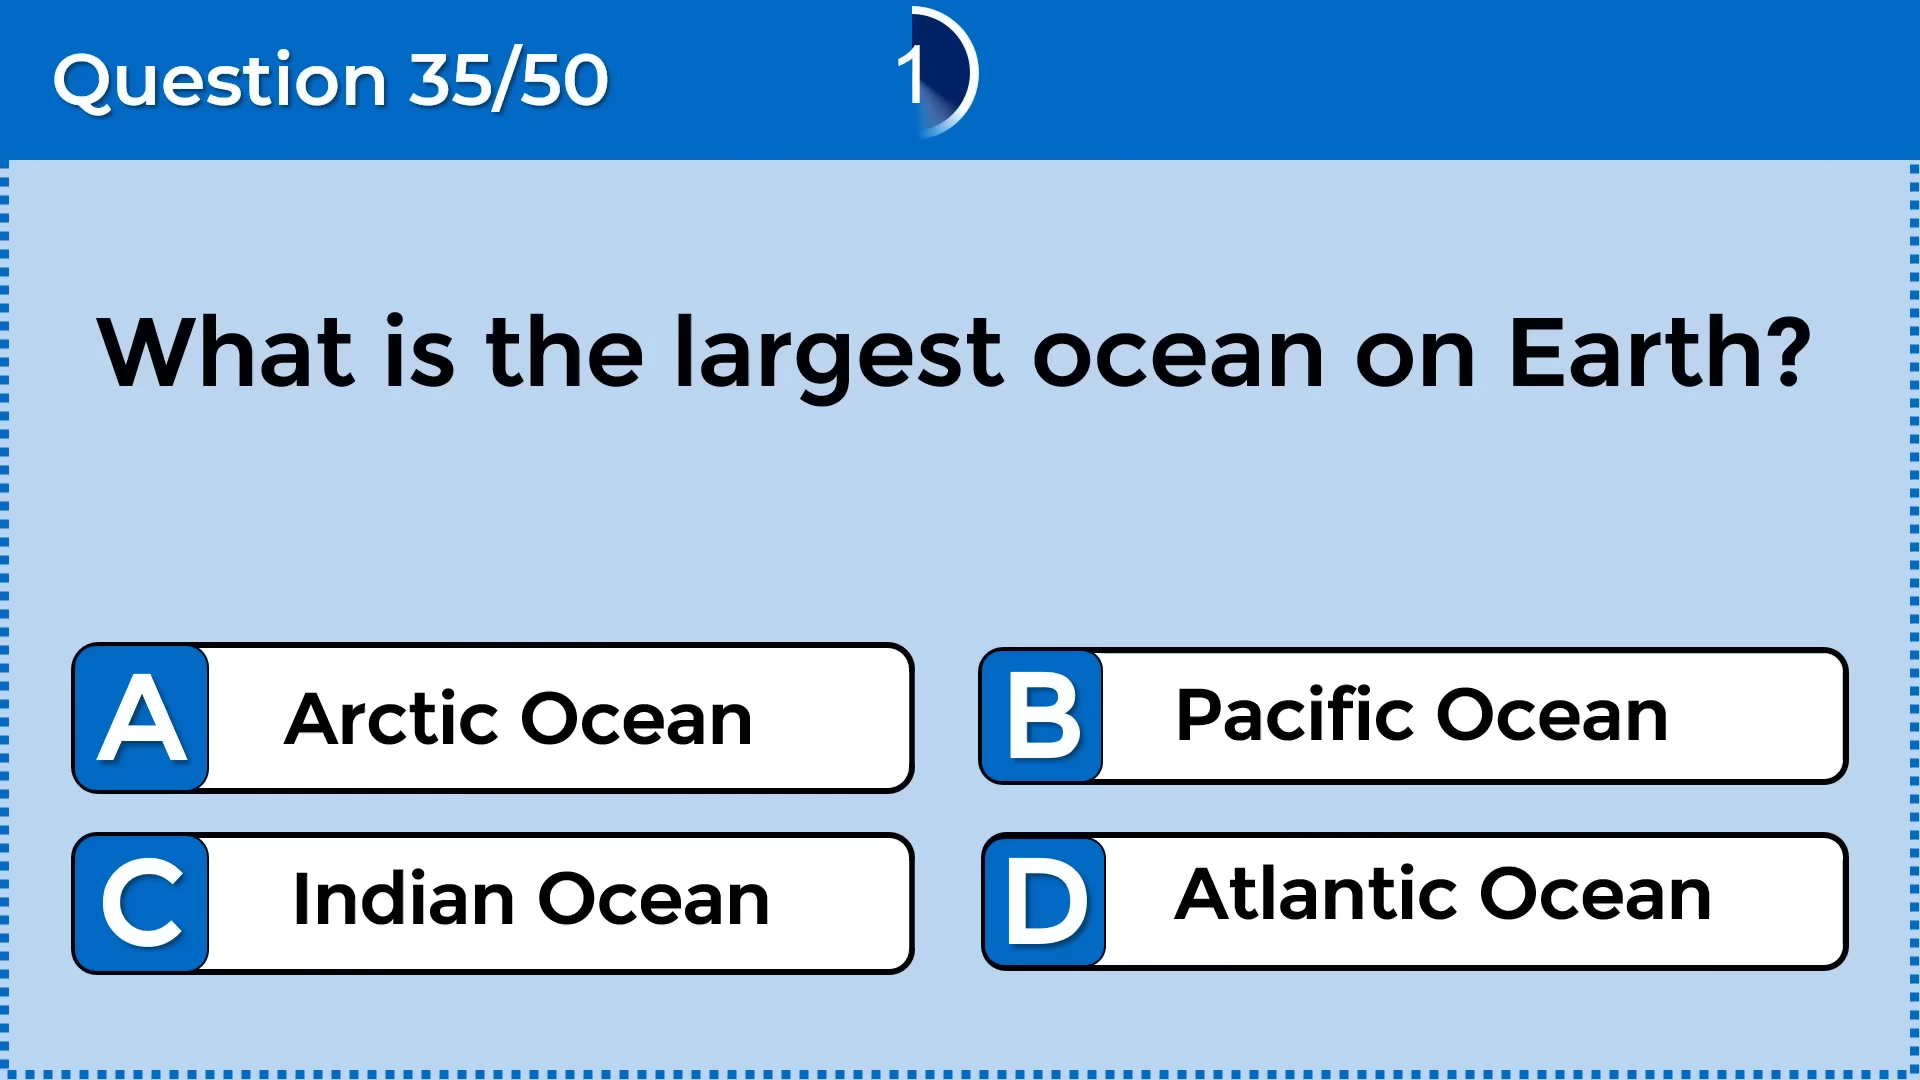 Question 35/50
1
What is the largest ocean on Earth?
A Arctic Ocean
B Pacific Ocean
C Indian Ocean
D Atlantic Ocean